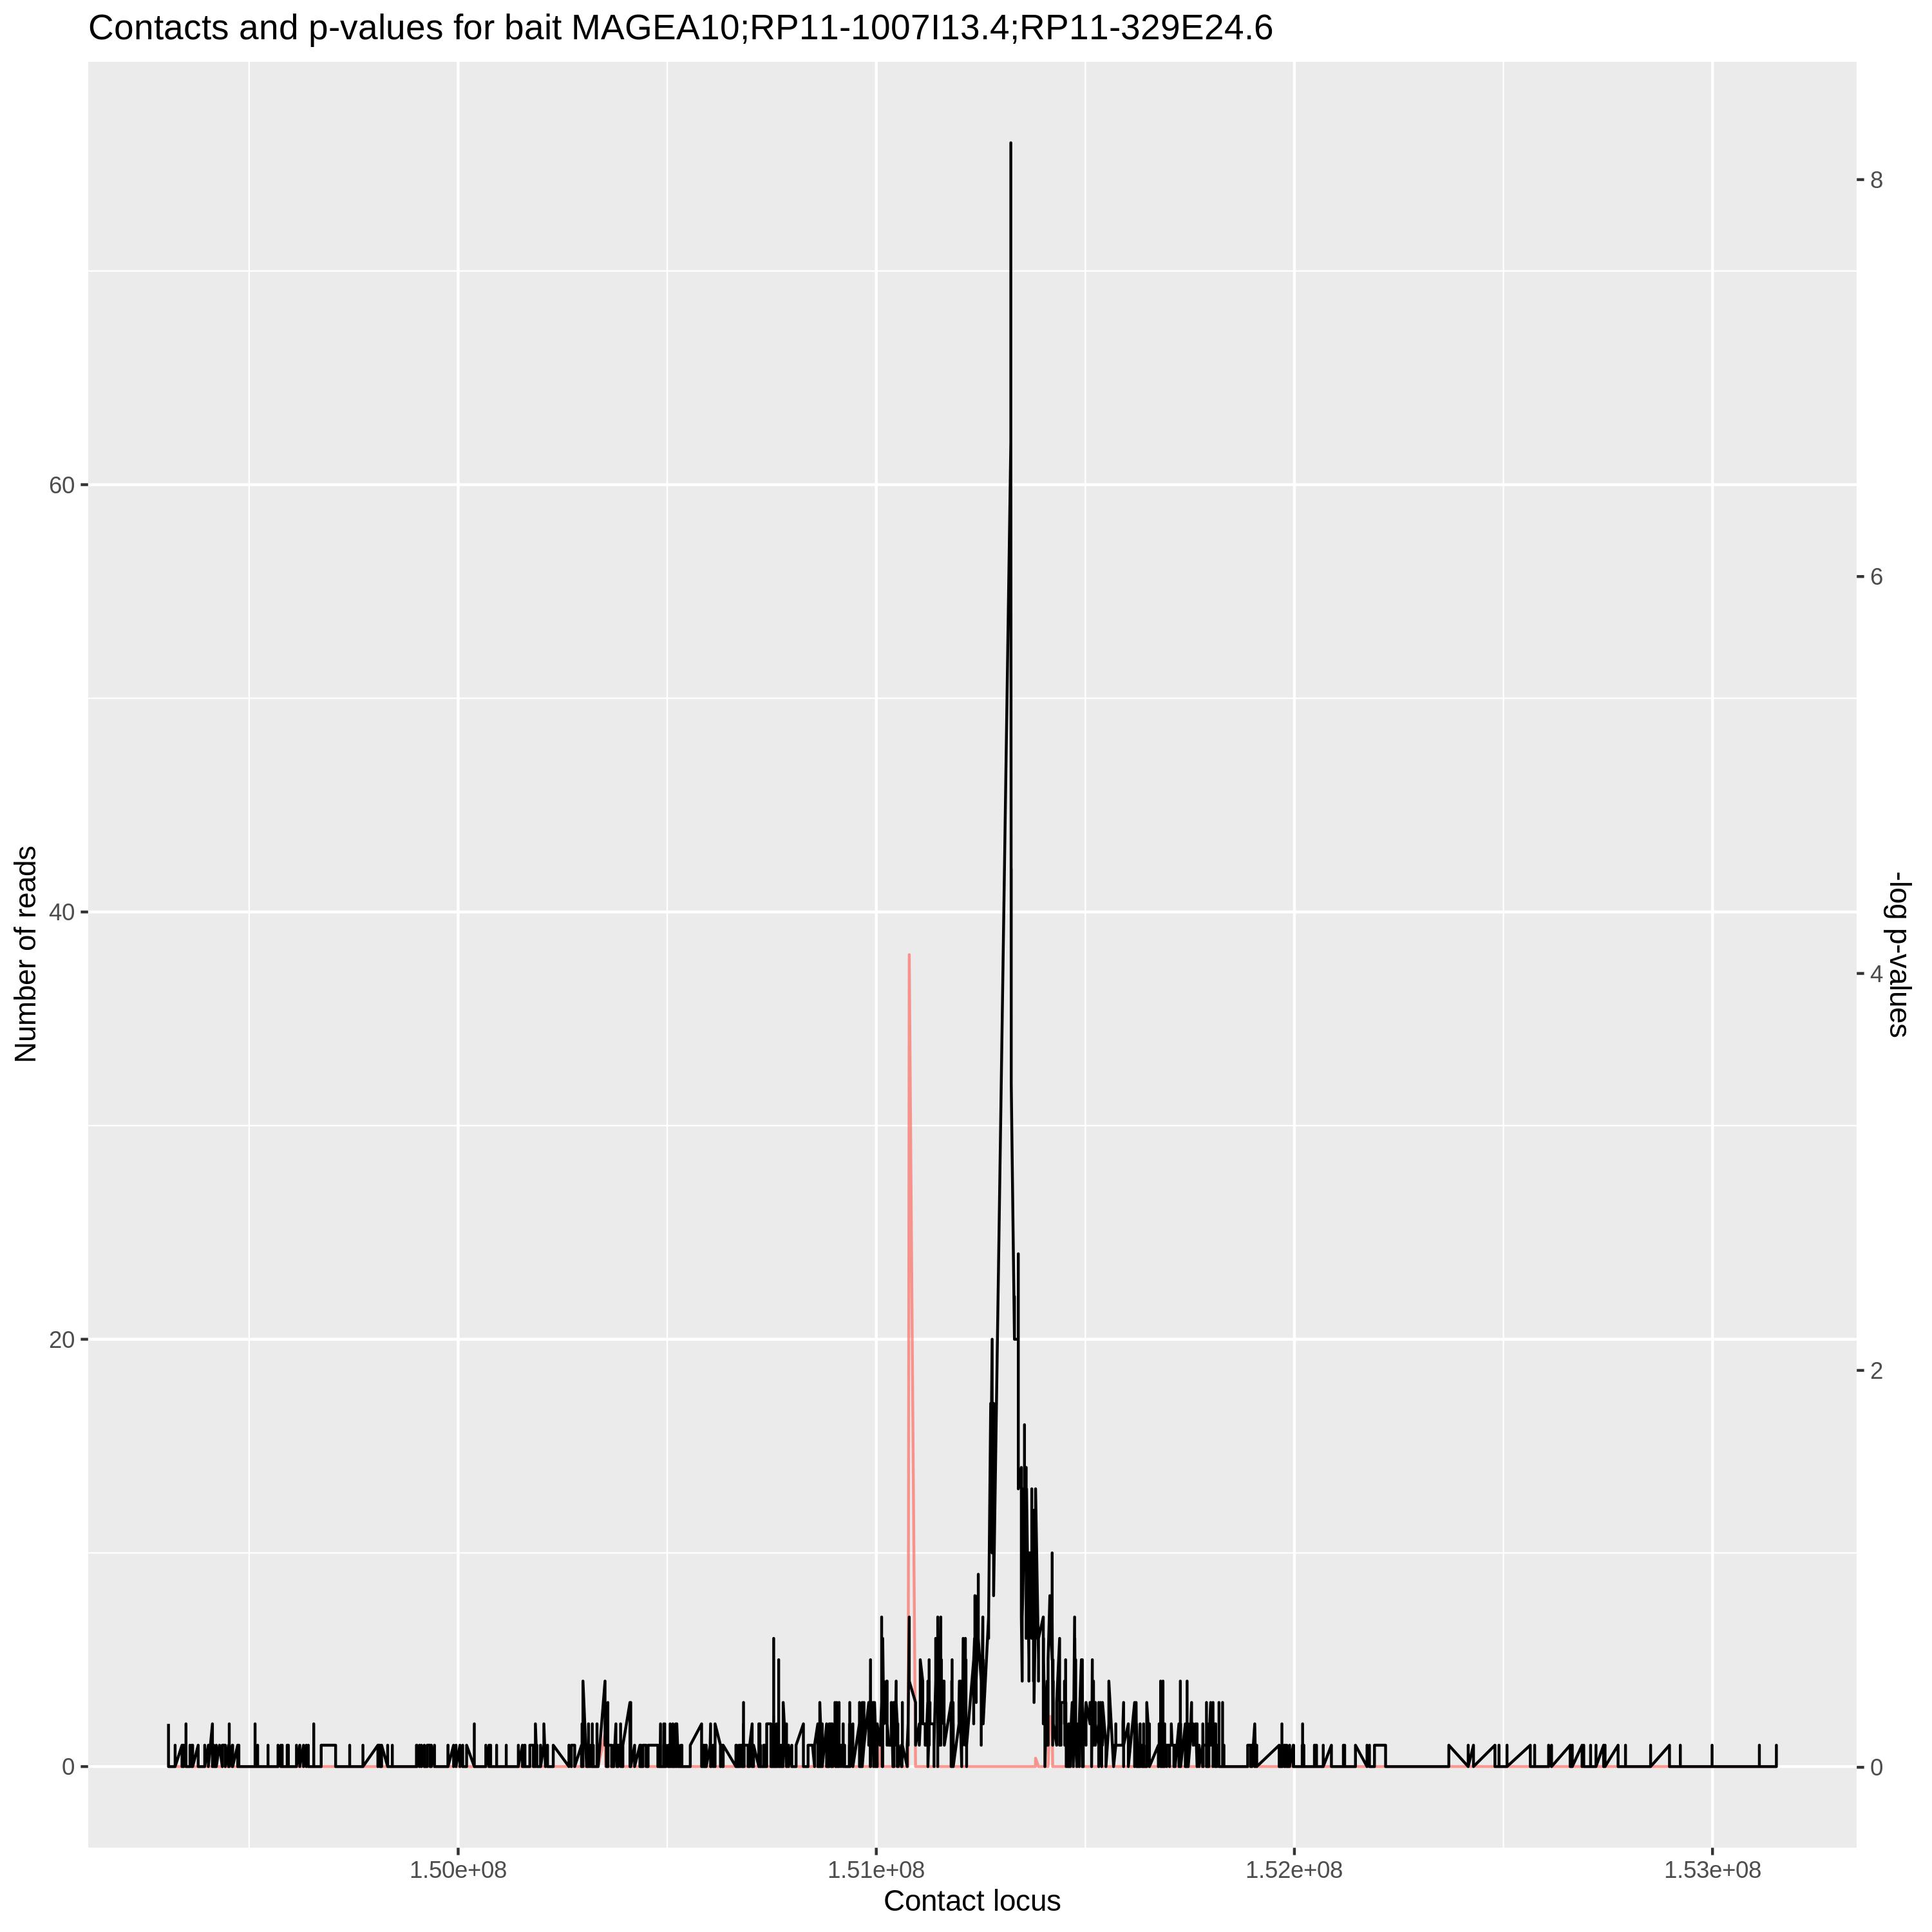 Contacts and p-values for bait MAGEA10;RP11-1007I13.4;RP11-329E24.6
Number of reads
60
40
20
0
8
6
4
2
0
-log p-values
1.50e+08
1.51e+08
1.52e+08
1.53e+08
Contact locus